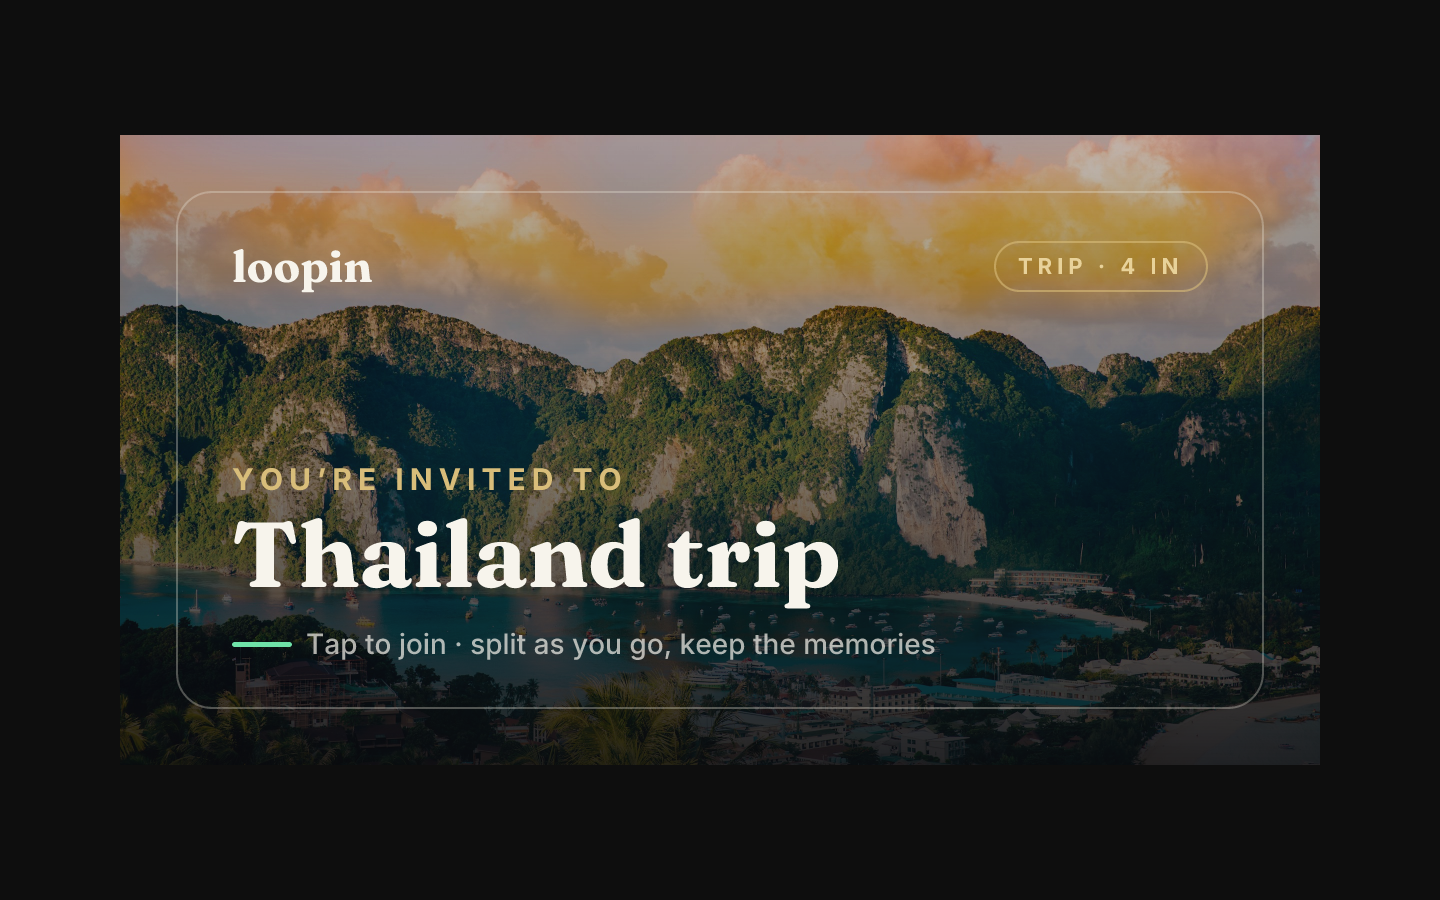 loopin
TRIP · 4 IN
YOU’RE INVITED TO
Thailand trip
Tap to join · split as you go, keep the memories